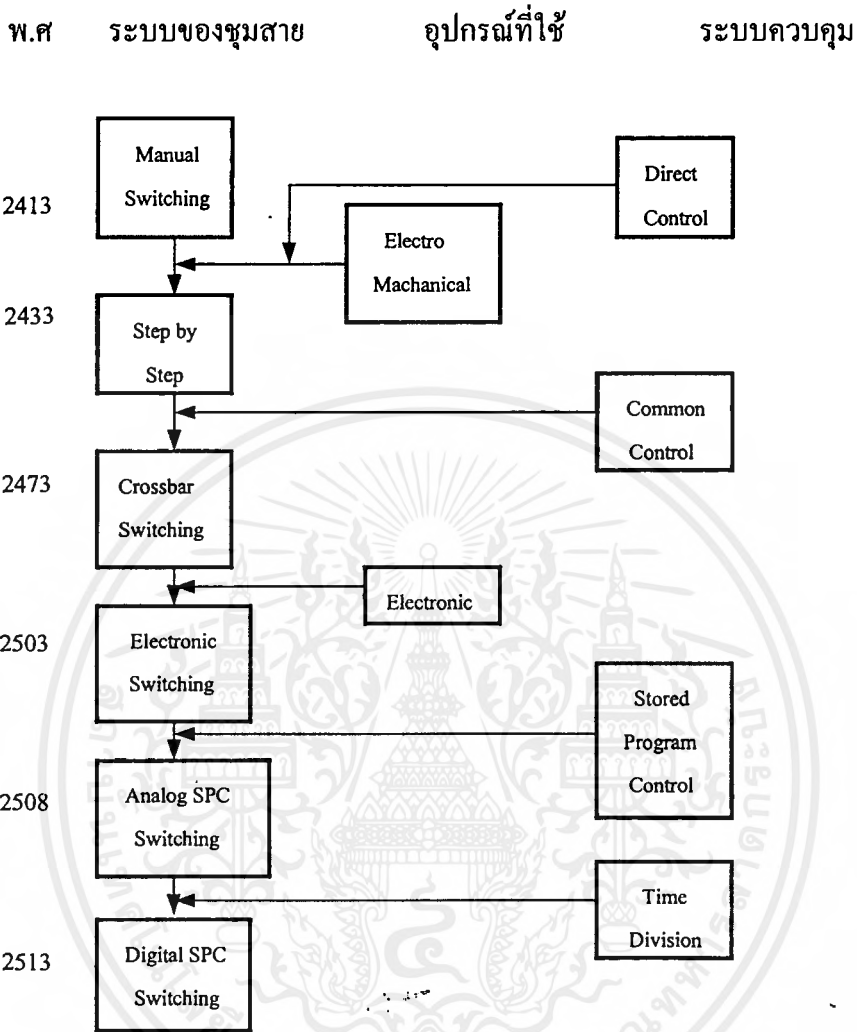 พ.ศ ระบบของชุมสาย อุปกรณ์ที่ใช้ ระบบควบคุม
Manual
Switching
Direct
Control
2413
Electro
Machanical
2433
Step by
Step
Common
Control
2473
Crossbar
Switching
Electronic
2503
Electronic
Switching
Stored
Program
Control
2508
Analog SPC
Switching
Time
Division
2513
Digital SPC
Switching